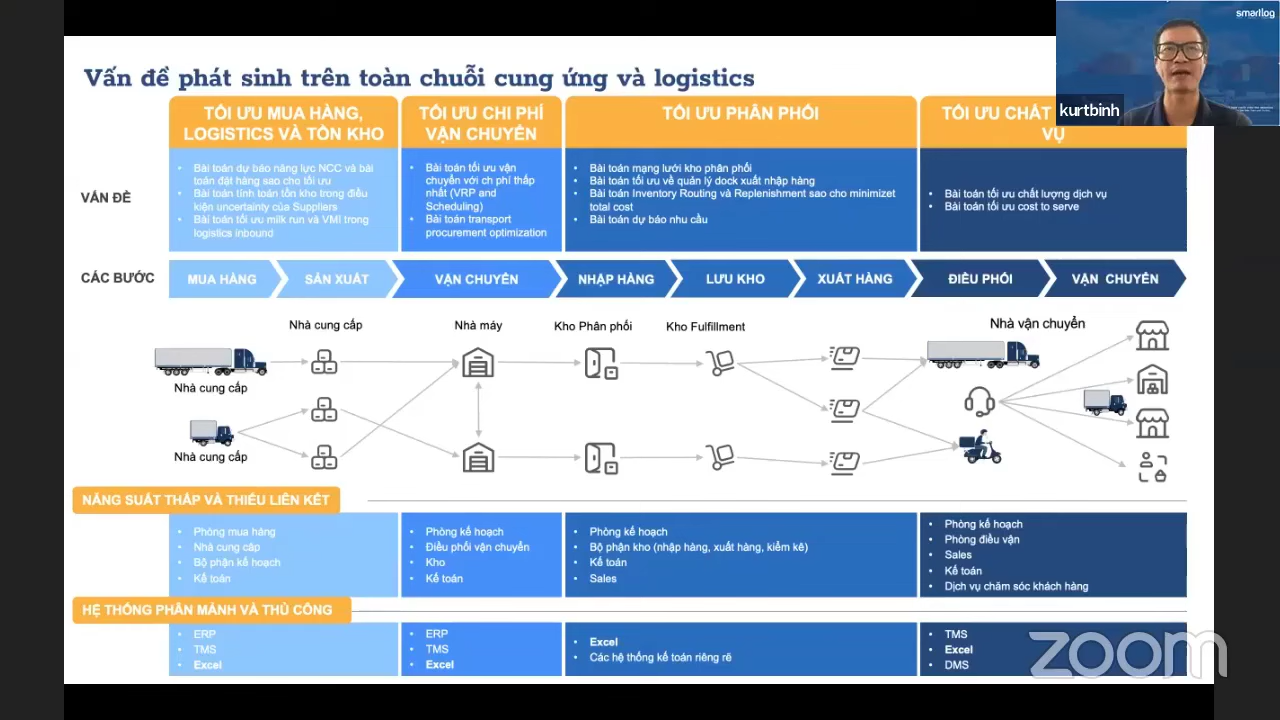 smartlog
kurtbinh
Vấn đề phát sinh trên toàn chuỗi cung ứng và logistics
TỐI ƯU MUA HÀNG,
LOGISTICS VÀ TỒN KHO
TỐI ƯU CHI PHÍ
VẬN CHUYỂN
TỐI ƯU PHÂN PHỐI
TỐI ƯU CHẤT
VỤ
VẤN ĐỀ
• Bài toán dự báo năng lực NCC và bài
toán đặt hàng sao cho tối ưu
• Bài toán tính toán tồn kho trong điều
kiện uncertainty của Suppliers
• Bài toán tối ưu milk run và VMI trong
logistics inbound
• Bài toán tối ưu vận
chuyển với ch phí thấp
nhất (VRP and
Scheduling)
• Bài toán transport
procurement optimization
• Bài toán mạng lưới kho phân phối
• Bài toán tối ưu về quản lý dock xuất nhập hàng
• Bài toán Inventory Routing và Replenishment sao cho minimizet
total cost
• Bài toán dự báo nhu cầu
• Bài toán tối ưu chất lượng dịch vụ
• Bài toán tối ưu cost to serve
CÁC BƯỚC
MUA HÀNG
SẢN XUẤT
VẬN CHUYỂN
NHẬP HÀNG
LƯU KHO
XUẤT HÀNG
ĐIỀU PHỐI
VẬN CHUYỂN
Nhà cung cấp
Nhà máy
Kho Phân phối
Kho Fulfillment
Nhà vận chuyển
Nhà cung cấp
Nhà cung cấp
NĂNG SUẤT THẤP VÀ THIẾU LIÊN KẾT
• Phòng mua hàng
• Nhà cung cấp
• Bộ phận kế hoạch
• Kế toán
• Phòng kế hoạch
• Điều phối vận chuyển
• Kho
• Kế toán
• Phòng kế hoạch
• Bộ phận kho (nhập hàng, xuất hàng, kiểm kê)
• Kế toán
• Sales
• Phòng kế hoạch
• Phòng điều vận
• Sales
• Kế toán
• Dịch vụ chăm sóc khách hàng
HỆ THỐNG PHÂN MẢNH VÀ THỦ CÔNG
• ERP
• TMS
• Excel
• ERP
• TMS
• Excel
• Excel
• Các hệ thống kế toán riêng rẽ
• TMS
• Excel
• DMS
zoom